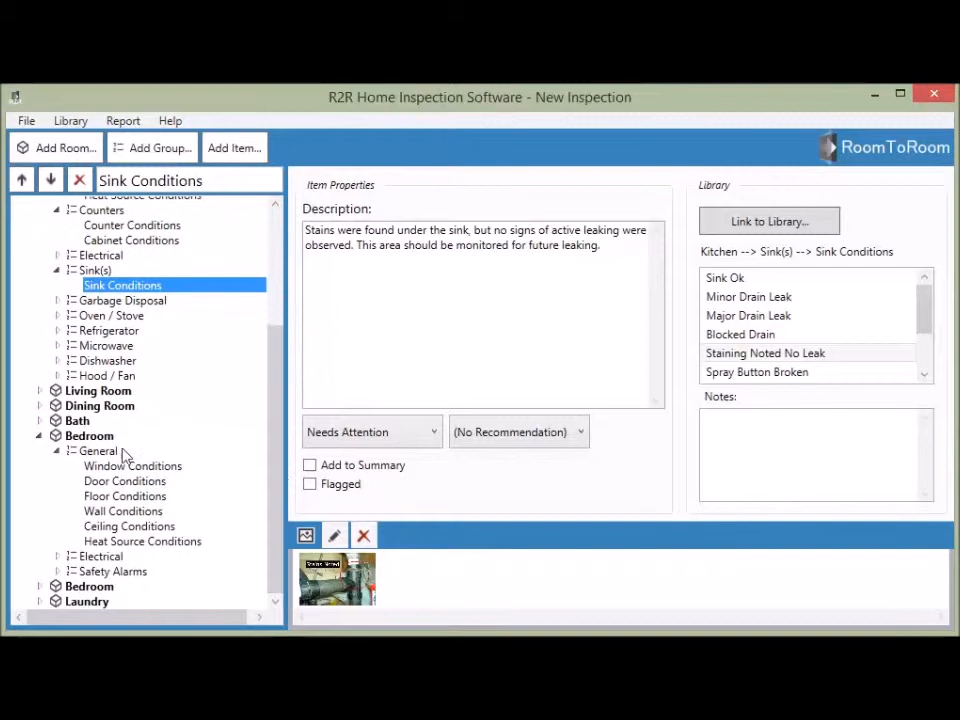 R2R Home Inspection Software - New Inspection
File Library Report Help
Add Room... Add Group... Add Item... RoomToRoom
Sink Conditions
Heat Source Conditions
Counters
Counter Conditions
Cabinet Conditions
Electrical
Sink(s)
Sink Conditions
Garbage Disposal
Oven / Stove
Refrigerator
Microwave
Dishwasher
Hood / Fan
Living Room
Dining Room
Bath
Bedroom
General
Window Conditions
Door Conditions
Floor Conditions
Wall Conditions
Ceiling Conditions
Heat Source Conditions
Electrical
Safety Alarms
Bedroom
Laundry
Item Properties
Description:
Stains were found under the sink, but no signs of active leaking were
observed. This area should be monitored for future leaking.
Needs Attention (No Recommendation)
Add to Summary
Flagged
Library
Link to Library...
Kitchen --> Sink(s) --> Sink Conditions
Sink Ok
Minor Drain Leak
Major Drain Leak
Blocked Drain
Staining Noted No Leak
Spray Button Broken
Notes:
Stains Noted